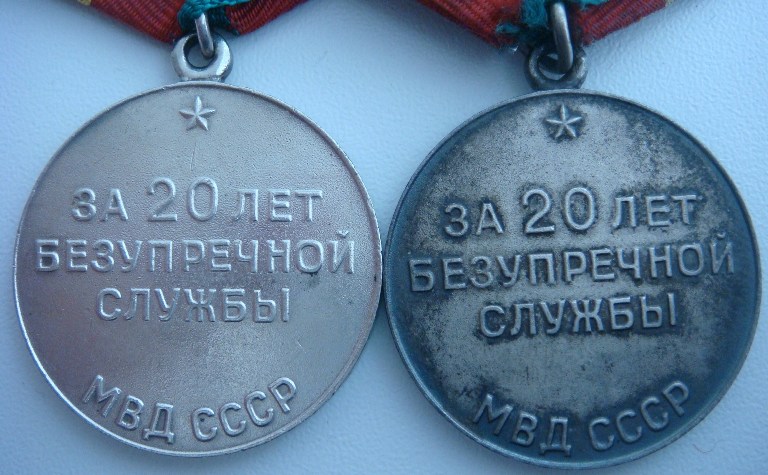 ЗА 20 ЛЕТ
БЕЗУПРЕЧНОЙ
СЛУЖБЫ
МВД СССР
ЗА 20 ЛЕТ
БЕЗУПРЕЧНОЙ
СЛУЖБЫ
МВД СССР